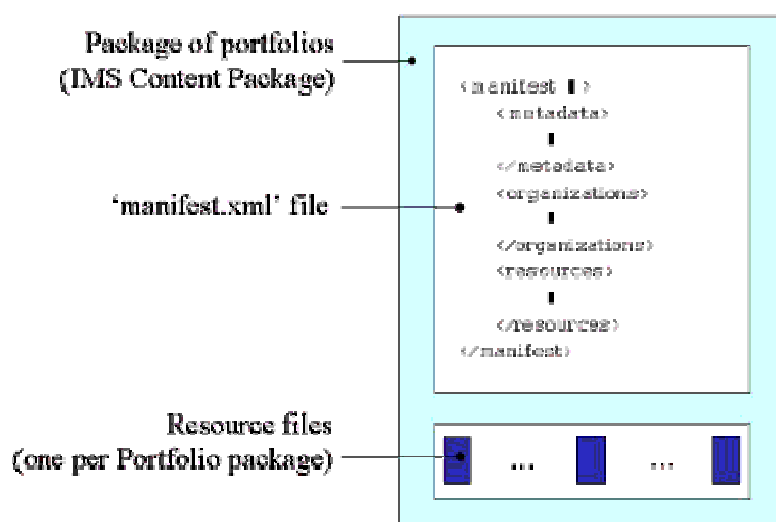 Package of portfolios
(IMS Content Package)
<manifest ▮>
<metadata>
▮
</metadata>
<organizations>
▮
</organizations>
<resources>
▮
</resources>
</manifest>
'manifest.xml' file
Resource files
(one per Portfolio package)
... ...